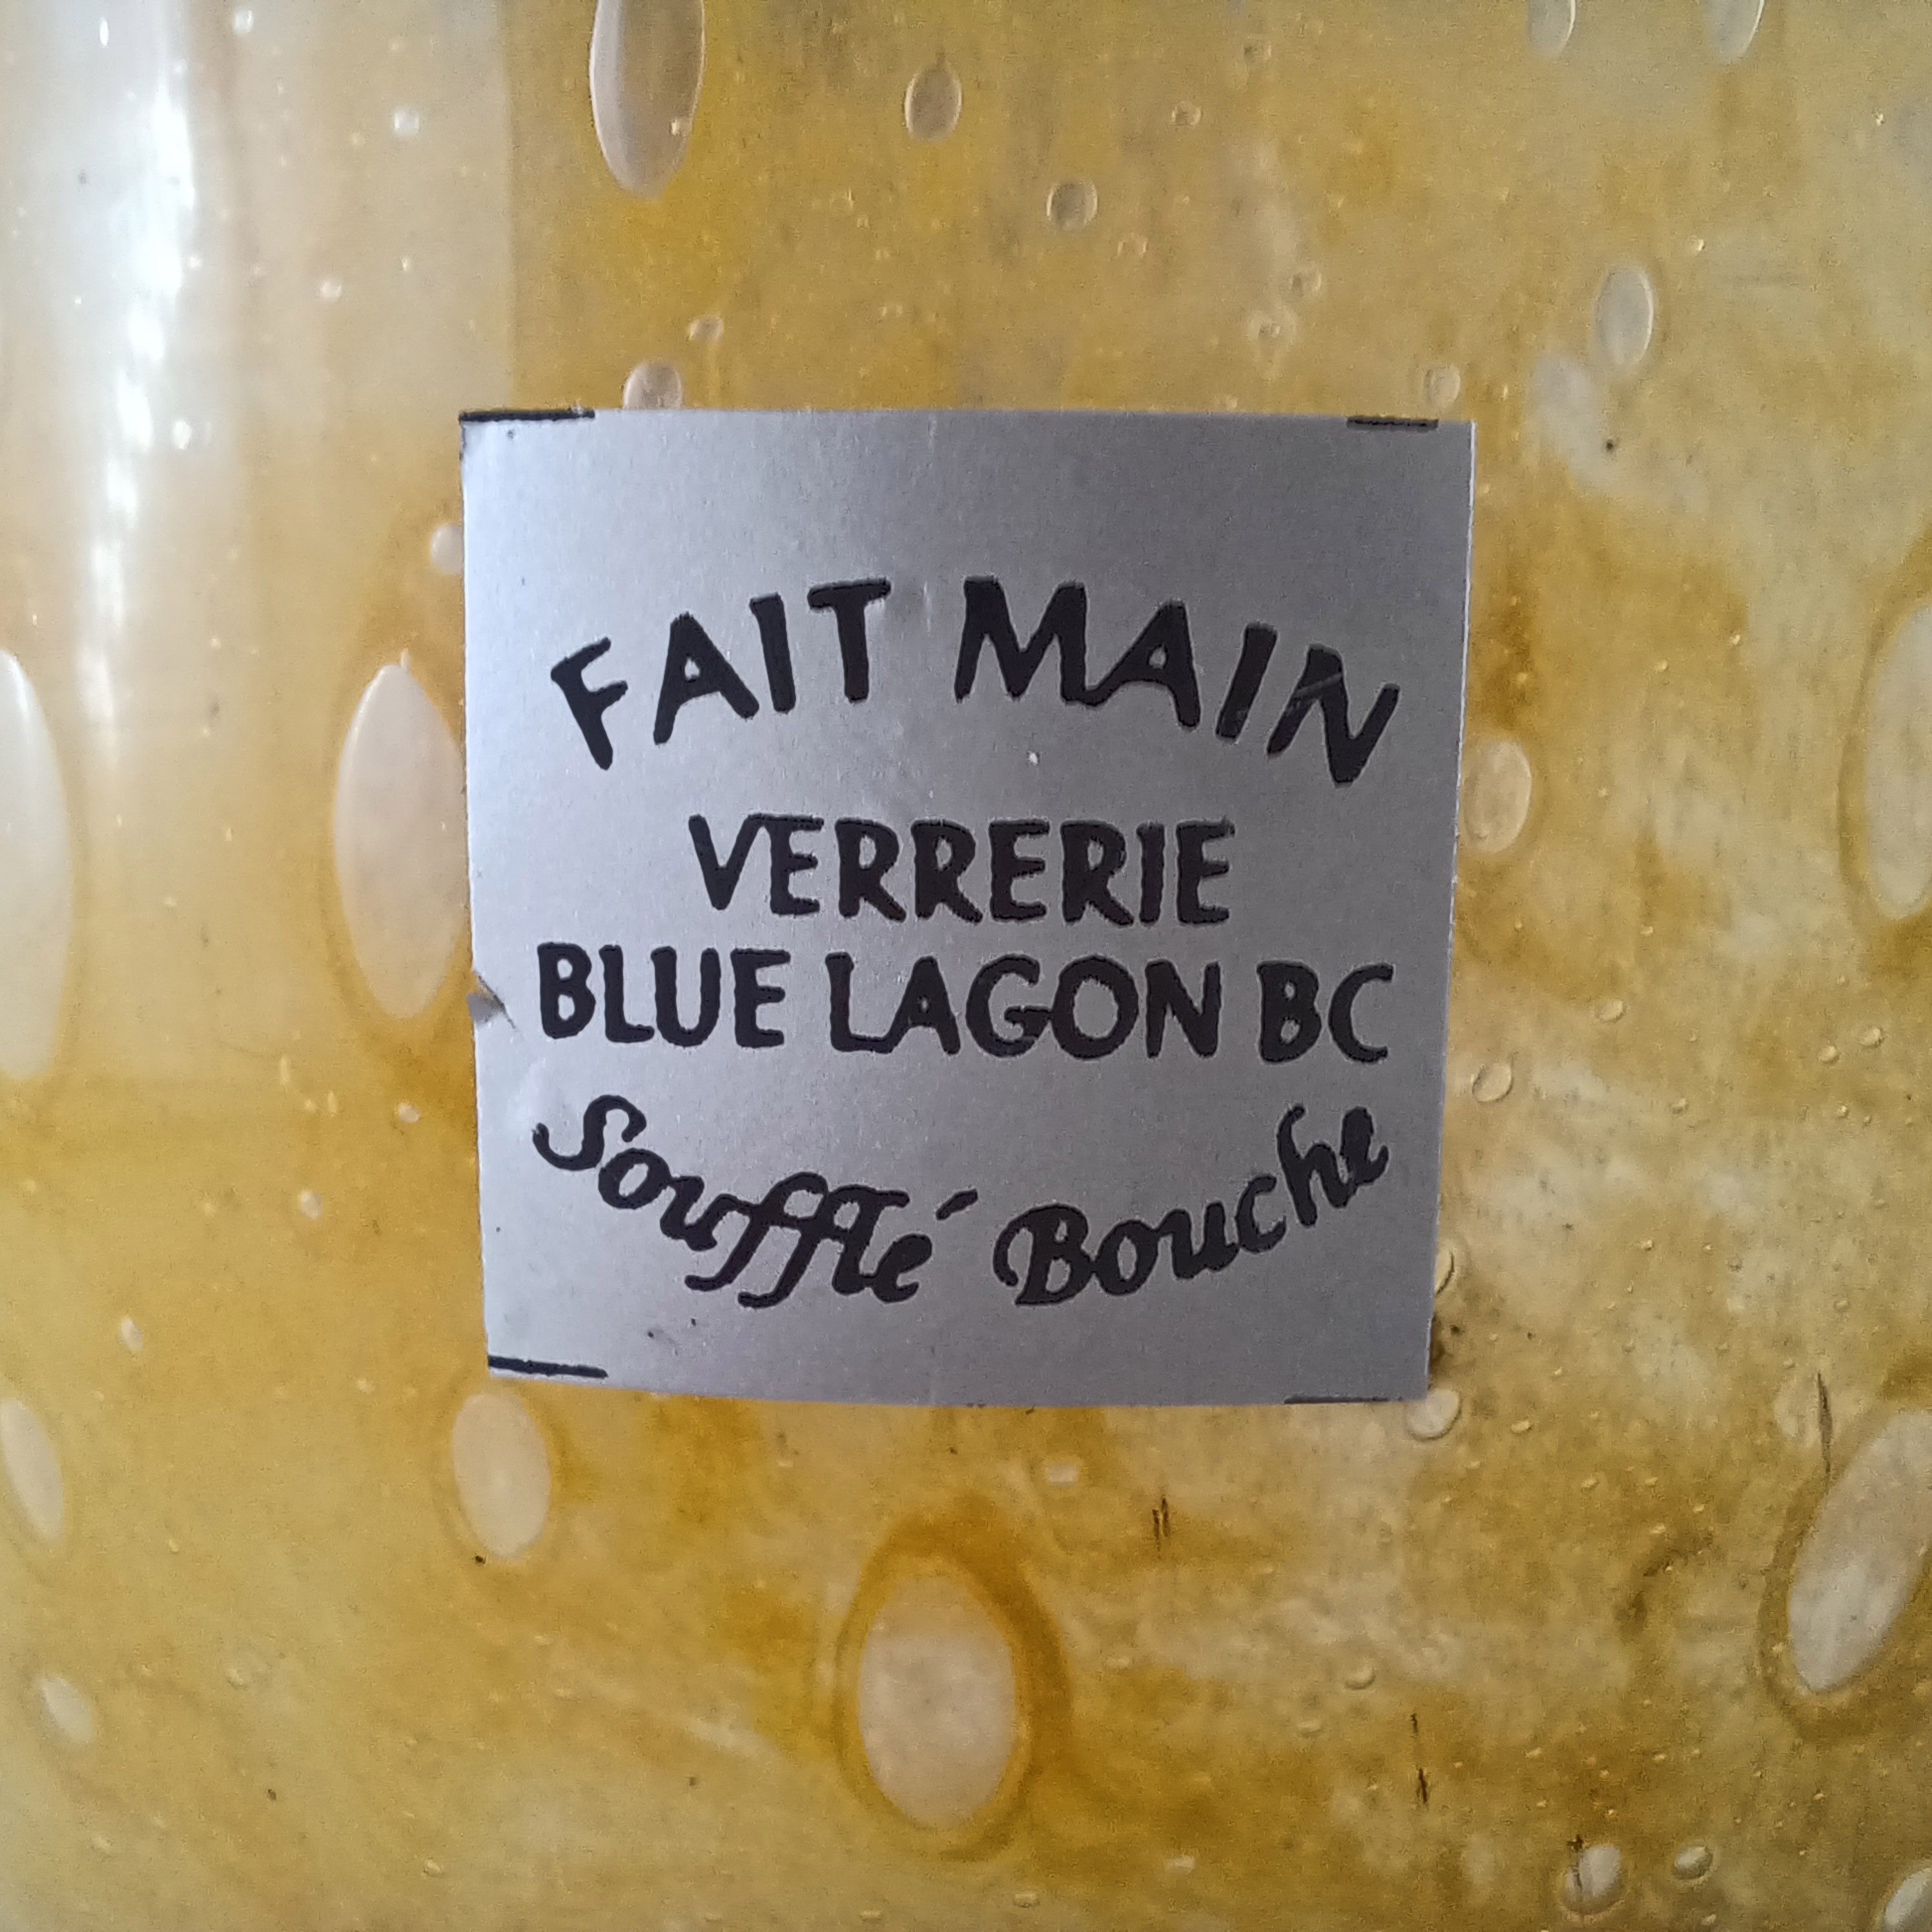 FAIT MAIN
VERRERIE
BLUE LAGON BC
Soufflé Bouche